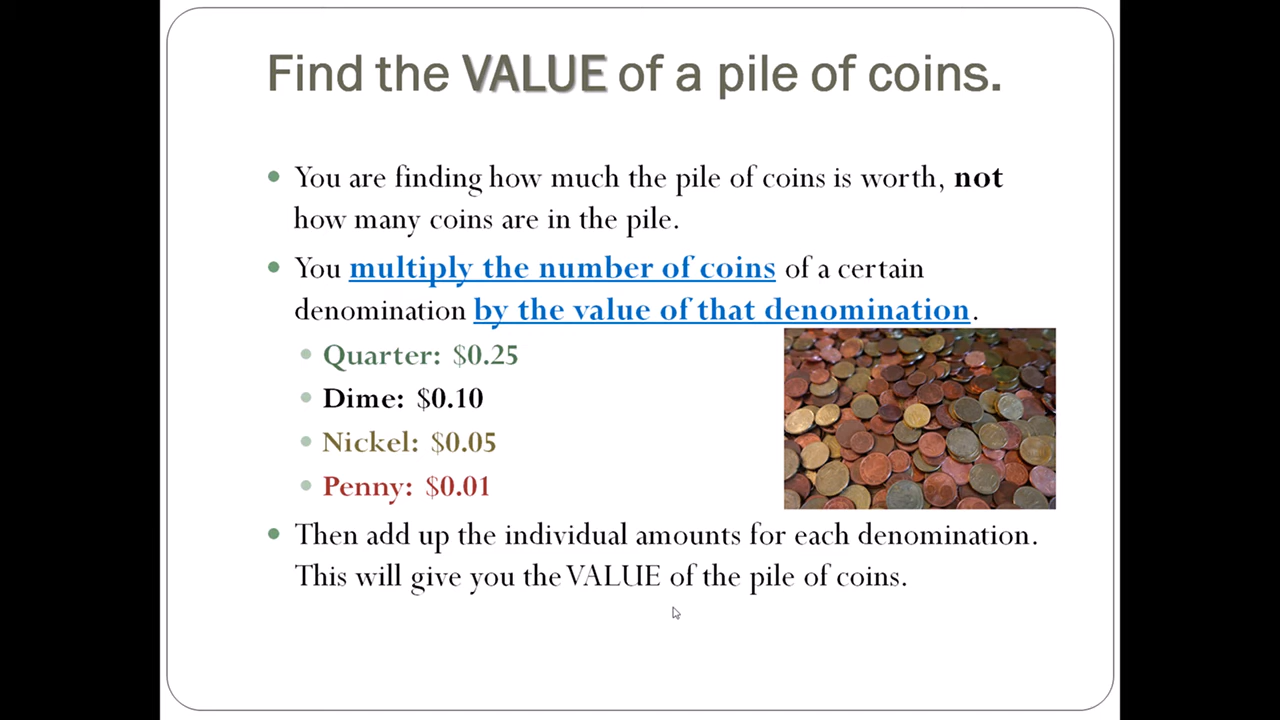 Find the VALUE of a pile of coins.
You are finding how much the pile of coins is worth, not
how many coins are in the pile.
You multiply the number of coins of a certain
denomination by the value of that denomination.
Quarter: $0.25
Dime: $0.10
Nickel: $0.05
Penny: $0.01
Then add up the individual amounts for each denomination.
This will give you the VALUE of the pile of coins.